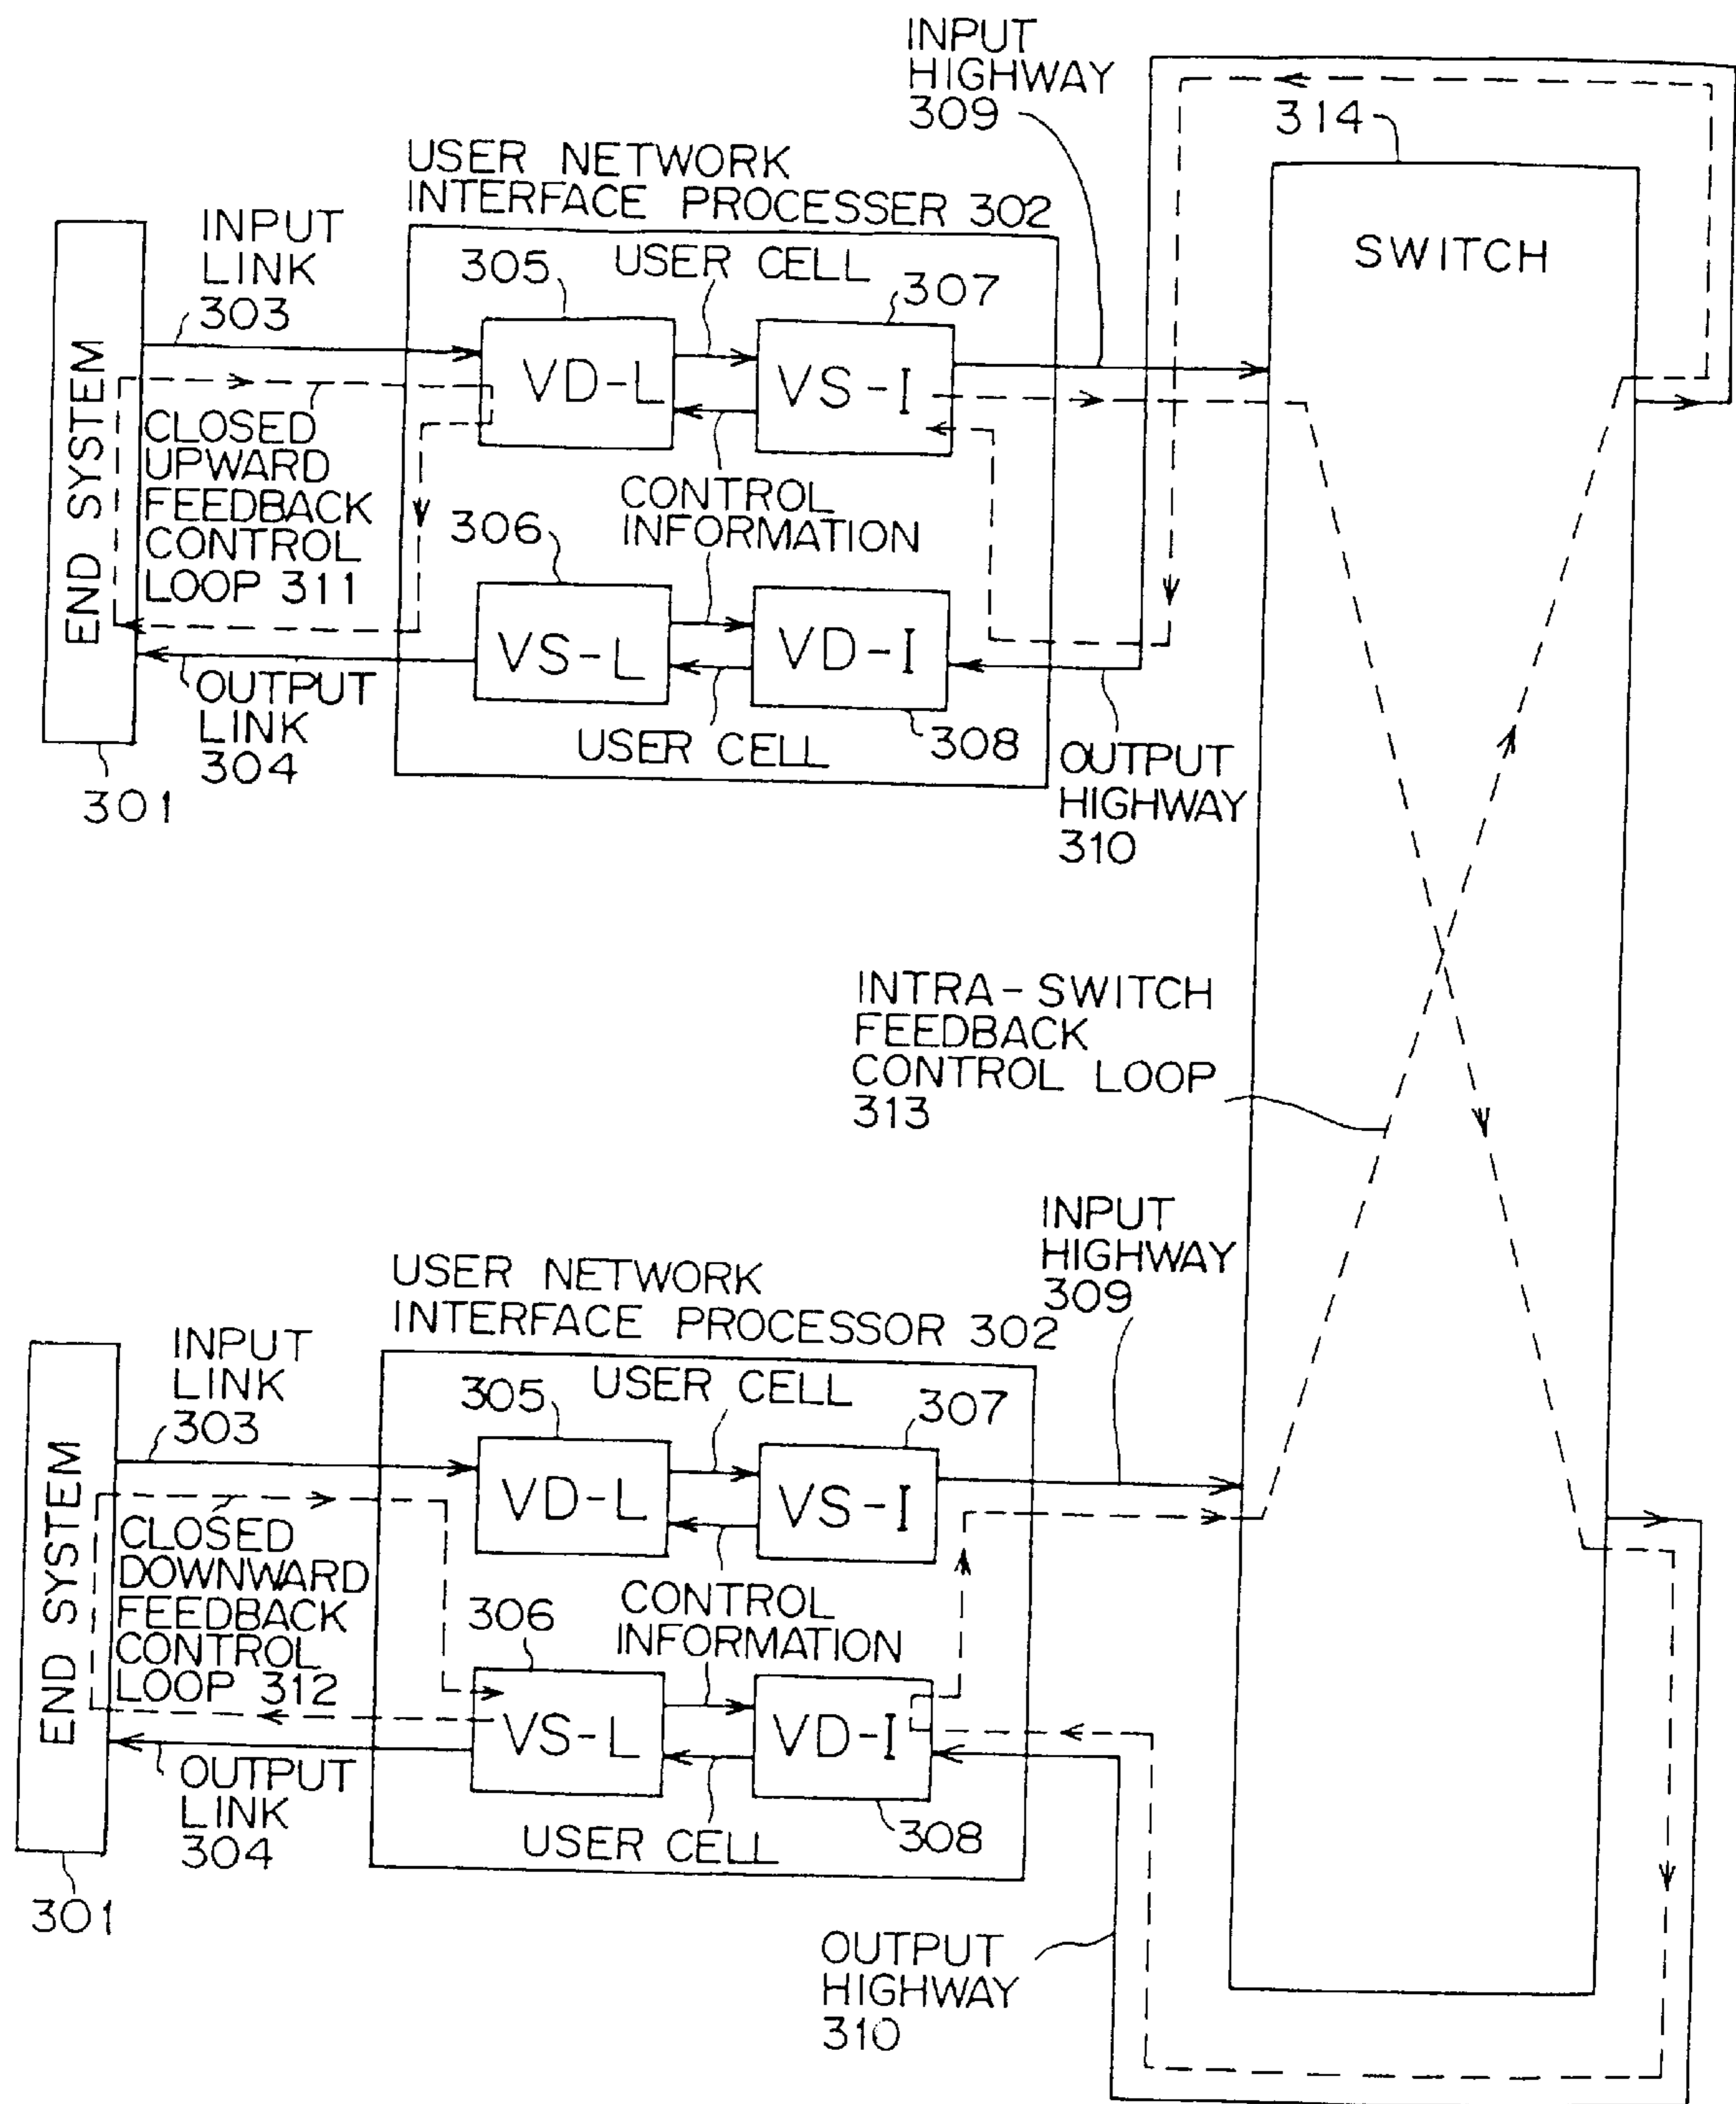 INPUT
HIGHWAY
309
314
USER NETWORK
INTERFACE PROCESSER 302
SWITCH
INPUT
LINK
303
305
USER CELL
307
VD-L
VS-I
END SYSTEM
CLOSED
UPWARD
FEEDBACK
CONTROL
LOOP 311
CONTROL
INFORMATION
306
VS-L
VD-I
OUTPUT
LINK
304
USER CELL
308
OUTPUT
HIGHWAY
310
301
INTRA-SWITCH
FEEDBACK
CONTROL LOOP
313
INPUT
HIGHWAY
309
USER NETWORK
INTERFACE PROCESSOR 302
INPUT
LINK
303
305
USER CELL
307
VD-L
VS-I
END SYSTEM
CLOSED
DOWNWARD
FEEDBACK
CONTROL
LOOP 312
306
CONTROL
INFORMATION
VS-L
VD-I
OUTPUT
LINK
304
USER CELL
308
301
OUTPUT
HIGHWAY
310